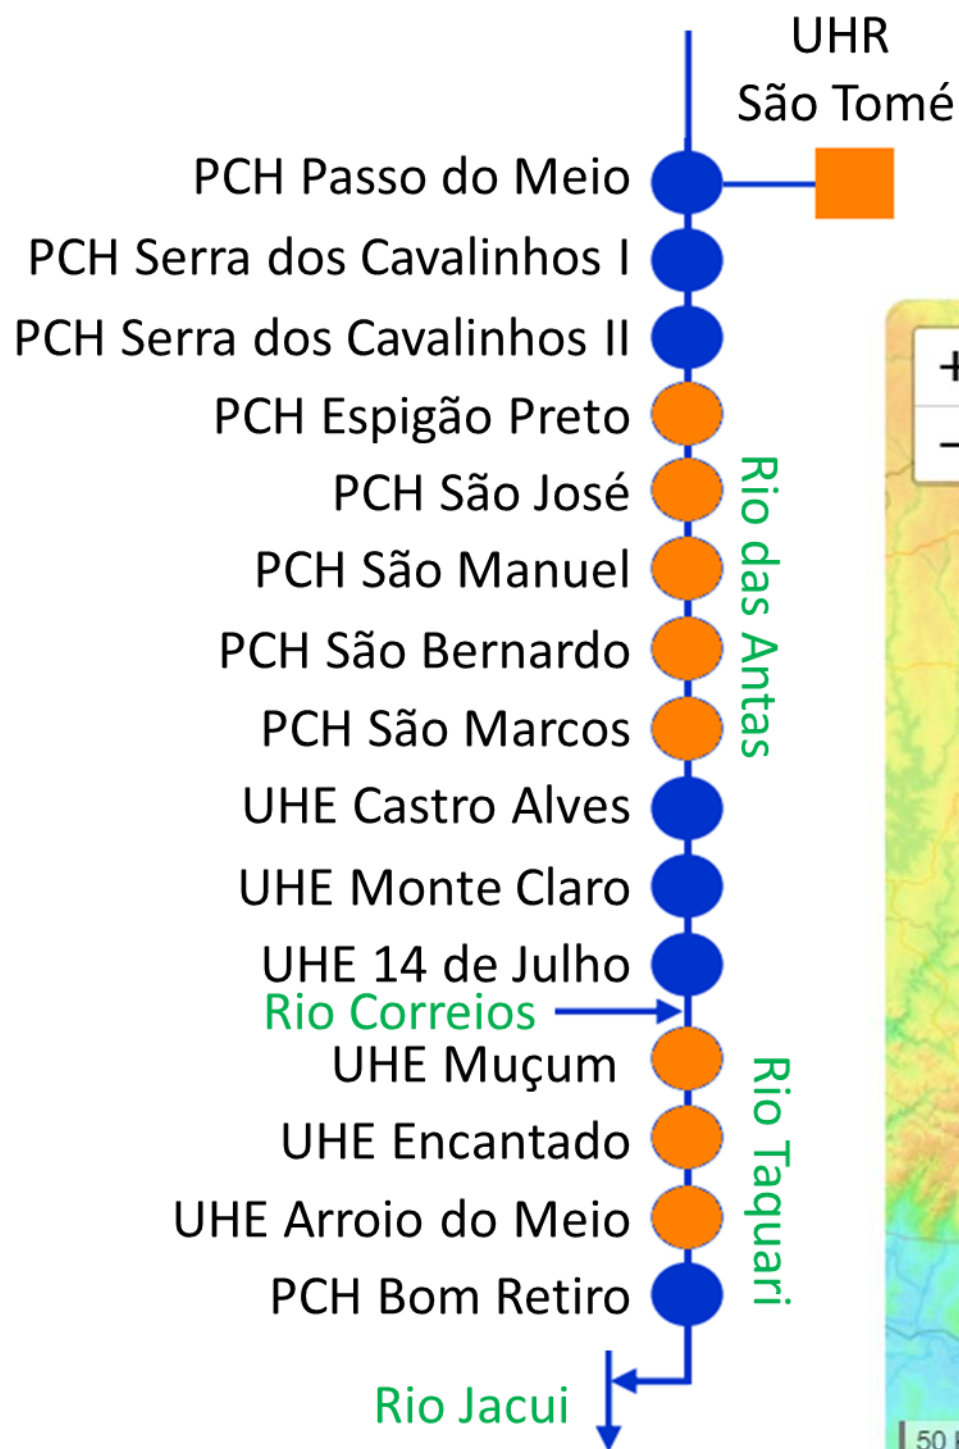 UHR
São Tomé
PCH Passo do Meio
PCH Serra dos Cavalinhos I
PCH Serra dos Cavalinhos II
PCH Espigão Preto
PCH São José
PCH São Manuel
PCH São Bernardo
PCH São Marcos
Rio das Antas
UHE Castro Alves
UHE Monte Claro
UHE 14 de Julho
Rio Correios
UHE Muçum
UHE Encantado
UHE Arroio do Meio
PCH Bom Retiro
Rio Taquari
Rio Jacui
+
−
50